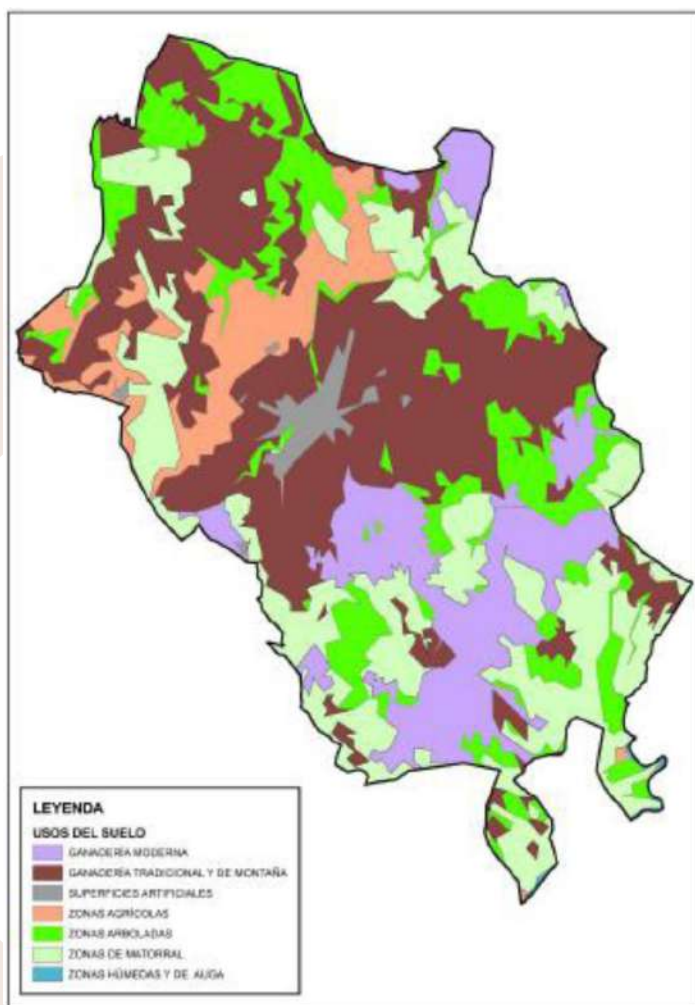 LEYENDA
USOS DEL SUELO
GANADERÍA MODERNA
GANADERÍA TRADICIONAL Y DE MONTAÑA
SUPERFICIES ARTIFICIALES
ZONAS AGRÍCOLAS
ZONAS ARBOLADAS
ZONAS DE MATORRAL
ZONAS HÚMEDAS Y DE AUGA